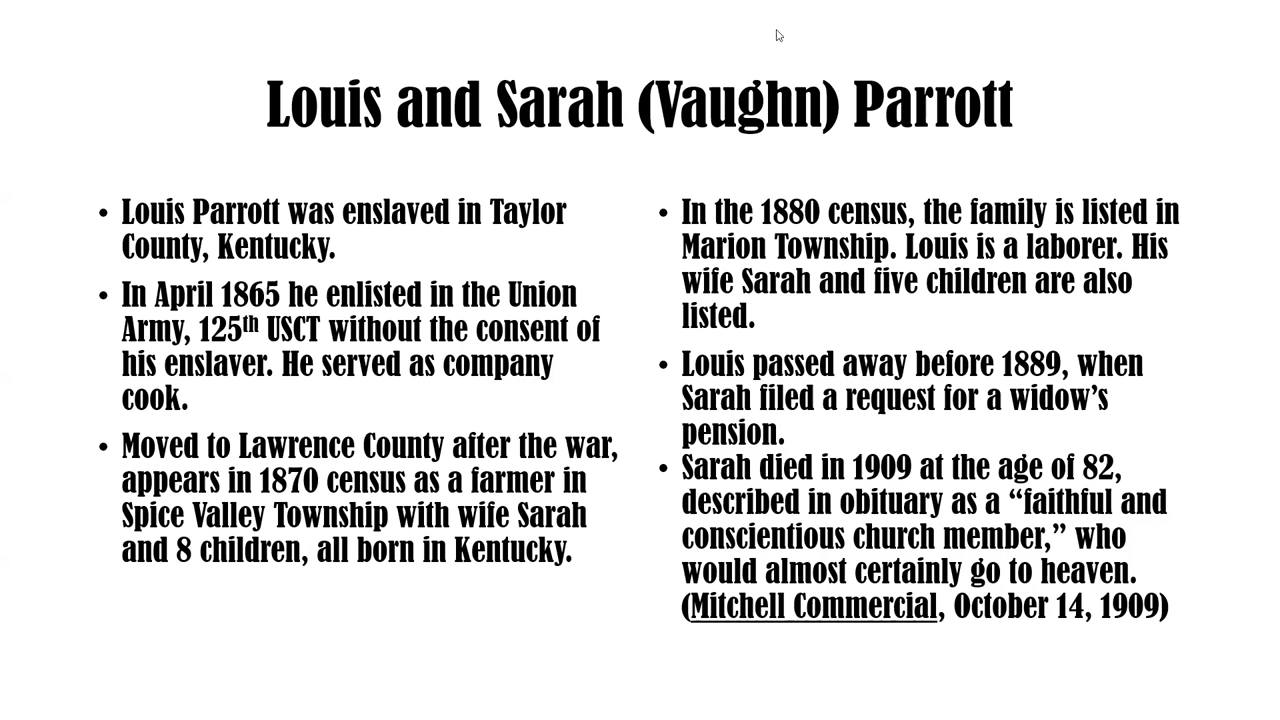 Louis and Sarah (Vaughn) Parrott
• Louis Parrott was enslaved in Taylor
County, Kentucky.
• In April 1865 he enlisted in the Union
Army, 125th USCT without the consent of
his enslaver. He served as company
cook.
• Moved to Lawrence County after the war,
appears in 1870 census as a farmer in
Spice Valley Township with wife Sarah
and 8 children, all born in Kentucky.
• In the 1880 census, the family is listed in
Marion Township. Louis is a laborer. His
wife Sarah and five children are also
listed.
• Louis passed away before 1889, when
Sarah filed a request for a widow’s
pension.
• Sarah died in 1909 at the age of 82,
described in obituary as a “faithful and
conscientious church member,” who
would almost certainly go to heaven.
(Mitchell Commercial, October 14, 1909)